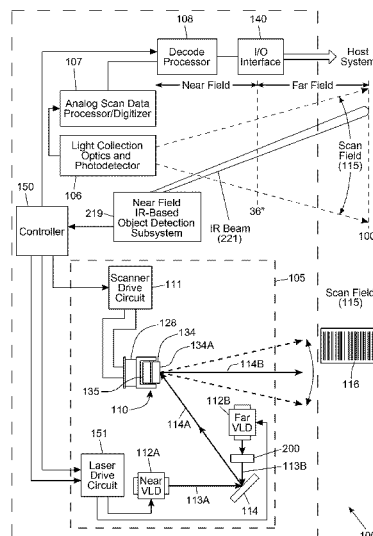 108
140
Decode
Processor
I/O
Interface
Host
System
107
Near Field
Far Field
Analog Scan Data
Processor/Digitizer
Light Collection
Optics and
Photodetector
Scan
Field
(115)
106
150
219
Near Field
IR-Based
Object Detection
Subsystem
36"
IR Beam
(221)
Controller
Scanner
Drive
Circuit
111
105
Scan Field
(115)
128
134
134A
114B
135
110
116
114A
112B
Far
VLD
151
112A
200
Laser
Drive
Circuit
Near
VLD
113A
113B
114